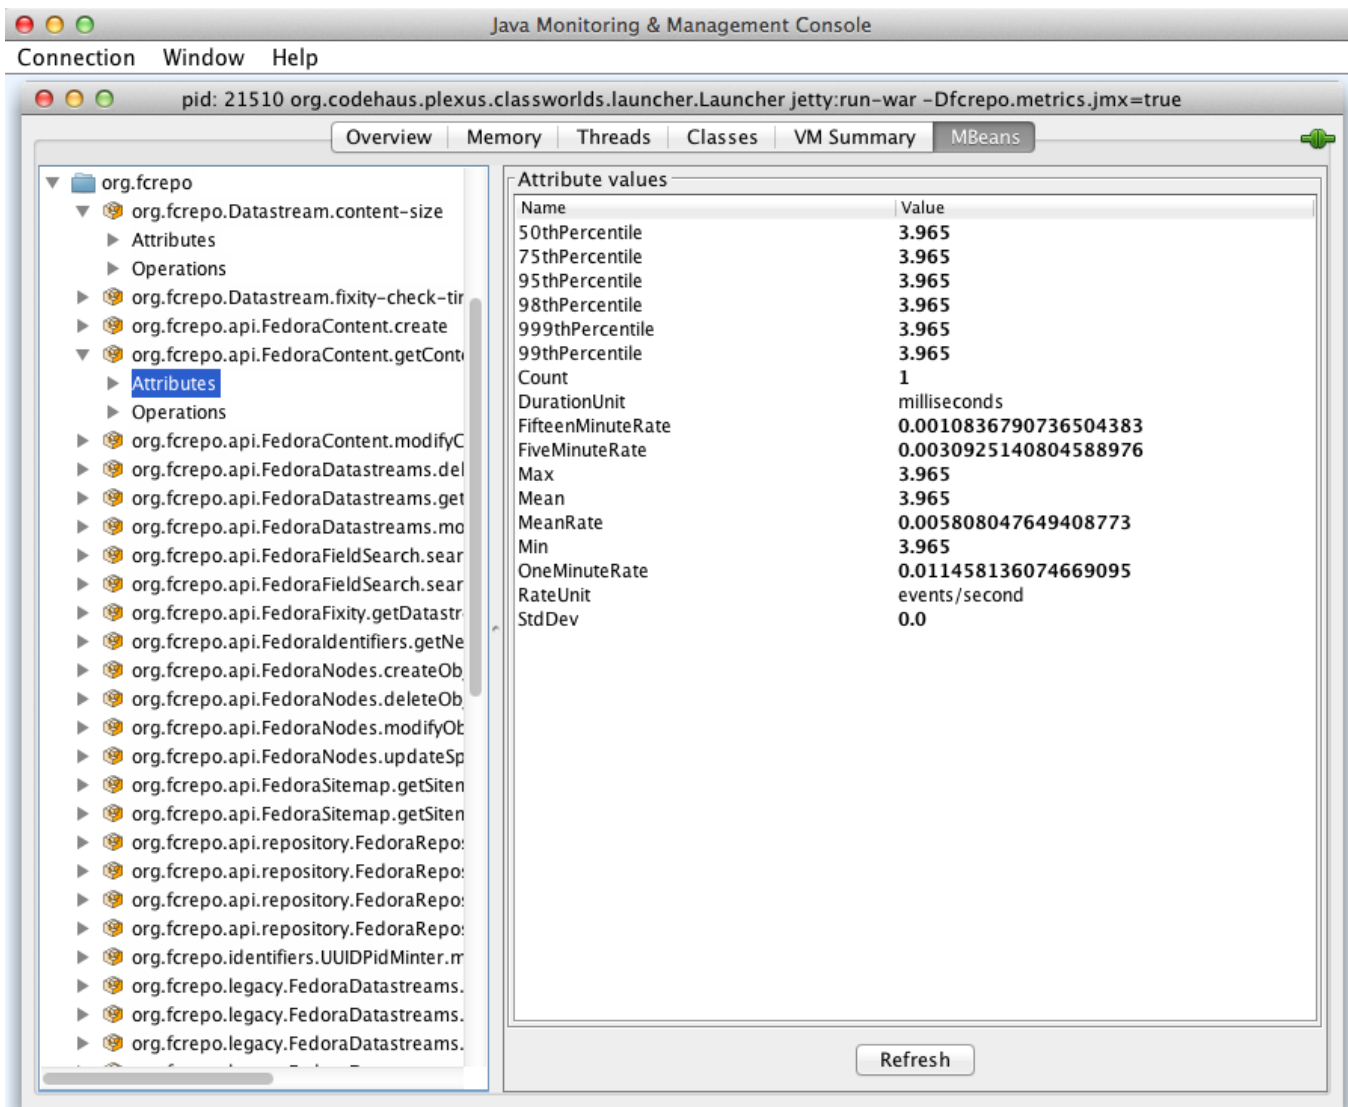 Java Monitoring & Management Console
Connection Window Help
pid: 21510 org.codehaus.plexus.classworlds.launcher.Launcher jetty:run-war -Dfcrepo.metrics.jmx=true
Overview Memory Threads Classes VM Summary MBeans
org.fcrepo
org.fcrepo.Datastream.content-size
Attributes
Operations
org.fcrepo.Datastream.fixity-check-tir
org.fcrepo.api.FedoraContent.create
org.fcrepo.api.FedoraContent.getConte
Attributes
Operations
org.fcrepo.api.FedoraContent.modifyC
org.fcrepo.api.FedoraDatastreams.del
org.fcrepo.api.FedoraDatastreams.get
org.fcrepo.api.FedoraDatastreams.mo
org.fcrepo.api.FedoraFieldSearch.sear
org.fcrepo.api.FedoraFieldSearch.sear
org.fcrepo.api.FedoraFixity.getDatastr
org.fcrepo.api.FedoraIdentifiers.getNe
org.fcrepo.api.FedoraNodes.createOb
org.fcrepo.api.FedoraNodes.deleteOb
org.fcrepo.api.FedoraNodes.modifyOb
org.fcrepo.api.FedoraNodes.updateSp
org.fcrepo.api.FedoraSitemap.getSiten
org.fcrepo.api.FedoraSitemap.getSiten
org.fcrepo.api.repository.FedoraRepo
org.fcrepo.api.repository.FedoraRepo
org.fcrepo.api.repository.FedoraRepo
org.fcrepo.api.repository.FedoraRepo
org.fcrepo.identifiers.UUIDPidMinter.m
org.fcrepo.legacy.FedoraDatastreams.
org.fcrepo.legacy.FedoraDatastreams.
org.fcrepo.legacy.FedoraDatastreams.
Attribute values
Name Value
50thPercentile 3.965
75thPercentile 3.965
95thPercentile 3.965
98thPercentile 3.965
999thPercentile 3.965
99thPercentile 3.965
Count 1
DurationUnit milliseconds
FifteenMinuteRate 0.0010836790736504383
FiveMinuteRate 0.0030925140804588976
Max 3.965
Mean 3.965
MeanRate 0.005808047649408773
Min 3.965
OneMinuteRate 0.011458136074669095
RateUnit events/second
StdDev 0.0
Refresh